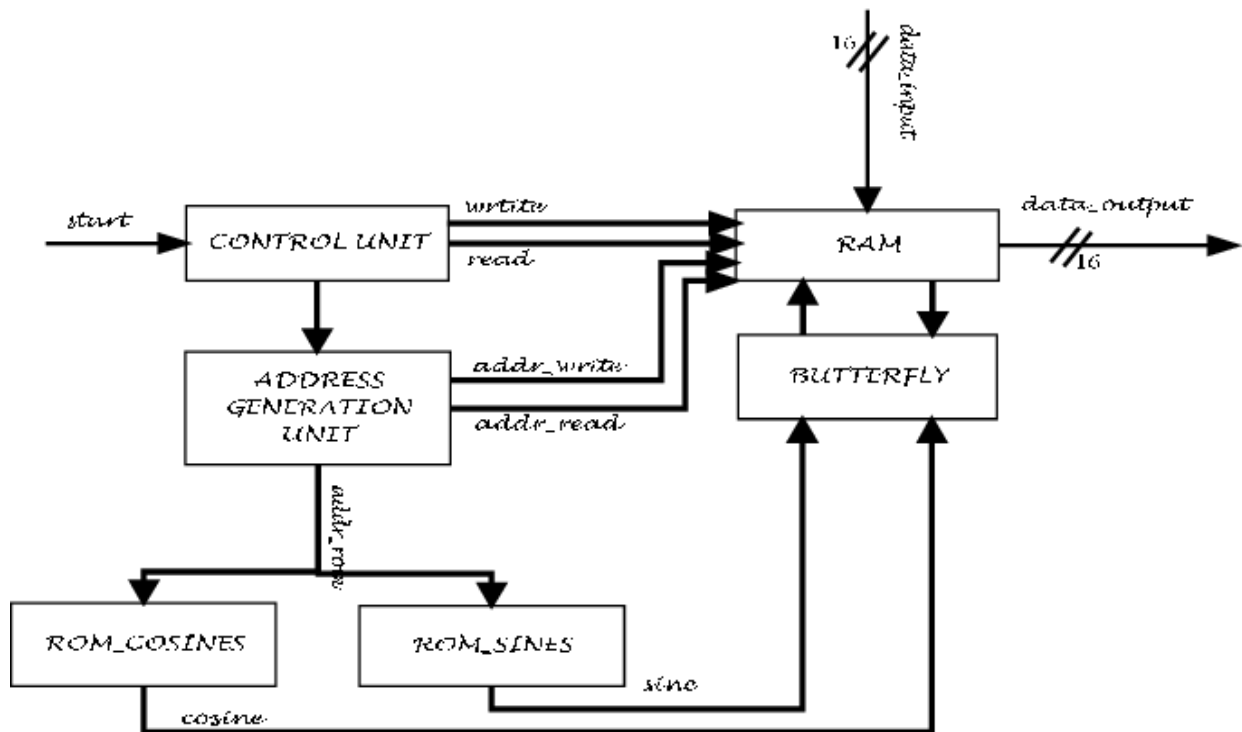 16
data_input
start
CONTROL UNIT
wrtite
read
RAM
data_output
16
ADDRESS
GENERATION
UNIT
addr_write
addr_read
BUTTERFLY
addr_rom
ROM_COSINES
ROM_SINES
sine
cosine